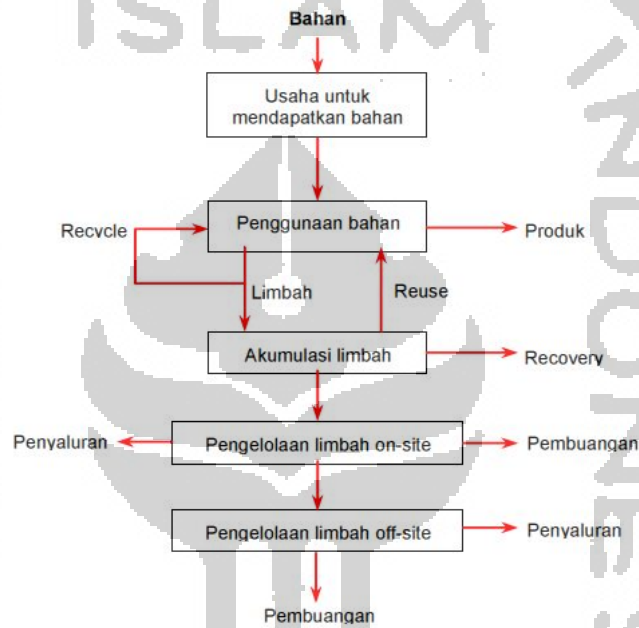 ISLAM
Bahan
Usaha untuk
mendapatkan bahan
Recycle
Penggunaan bahan
Produk
Limbah
Reuse
Akumulasi limbah
Recovery
Penyaluran
Pengelolaan limbah on-site
Pembuangan
Pengelolaan limbah off-site
Penyaluran
Pembuangan